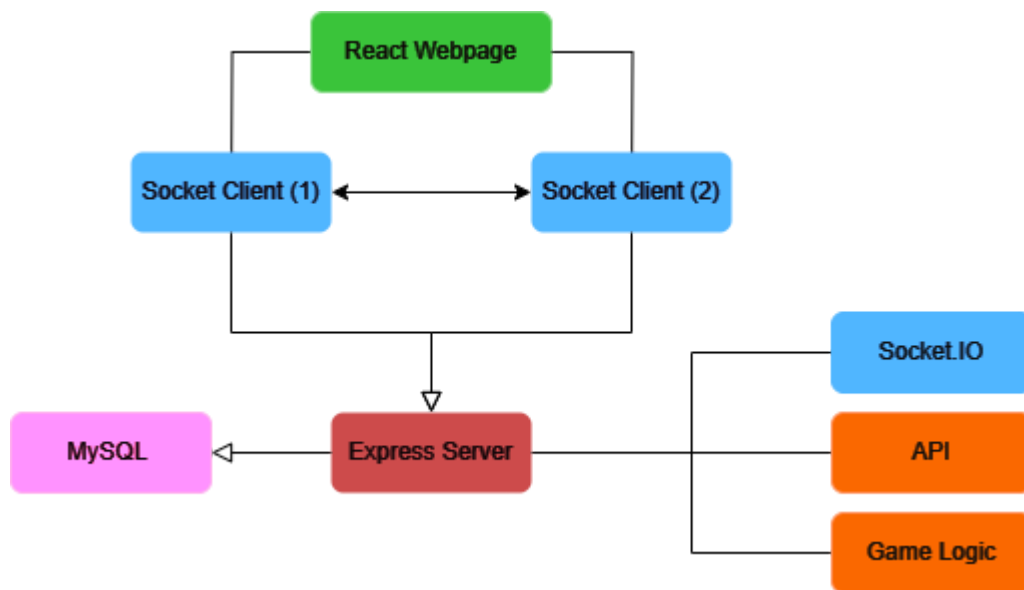 React Webpage
Socket Client (1)
Socket Client (2)
Socket.IO
MySQL
Express Server
API
Game Logic